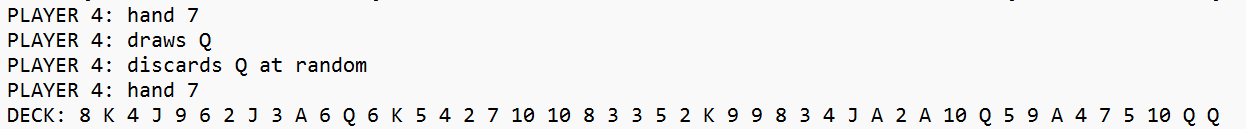 PLAYER 4: hand 7
PLAYER 4: draws Q
PLAYER 4: discards Q at random
PLAYER 4: hand 7
DECK: 8 K 4 J 9 6 2 J 3 A 6 Q 6 K 5 4 2 7 10 10 8 3 3 5 2 K 9 9 8 3 4 J A 2 A 10 Q 5 9 A 4 7 5 10 Q Q